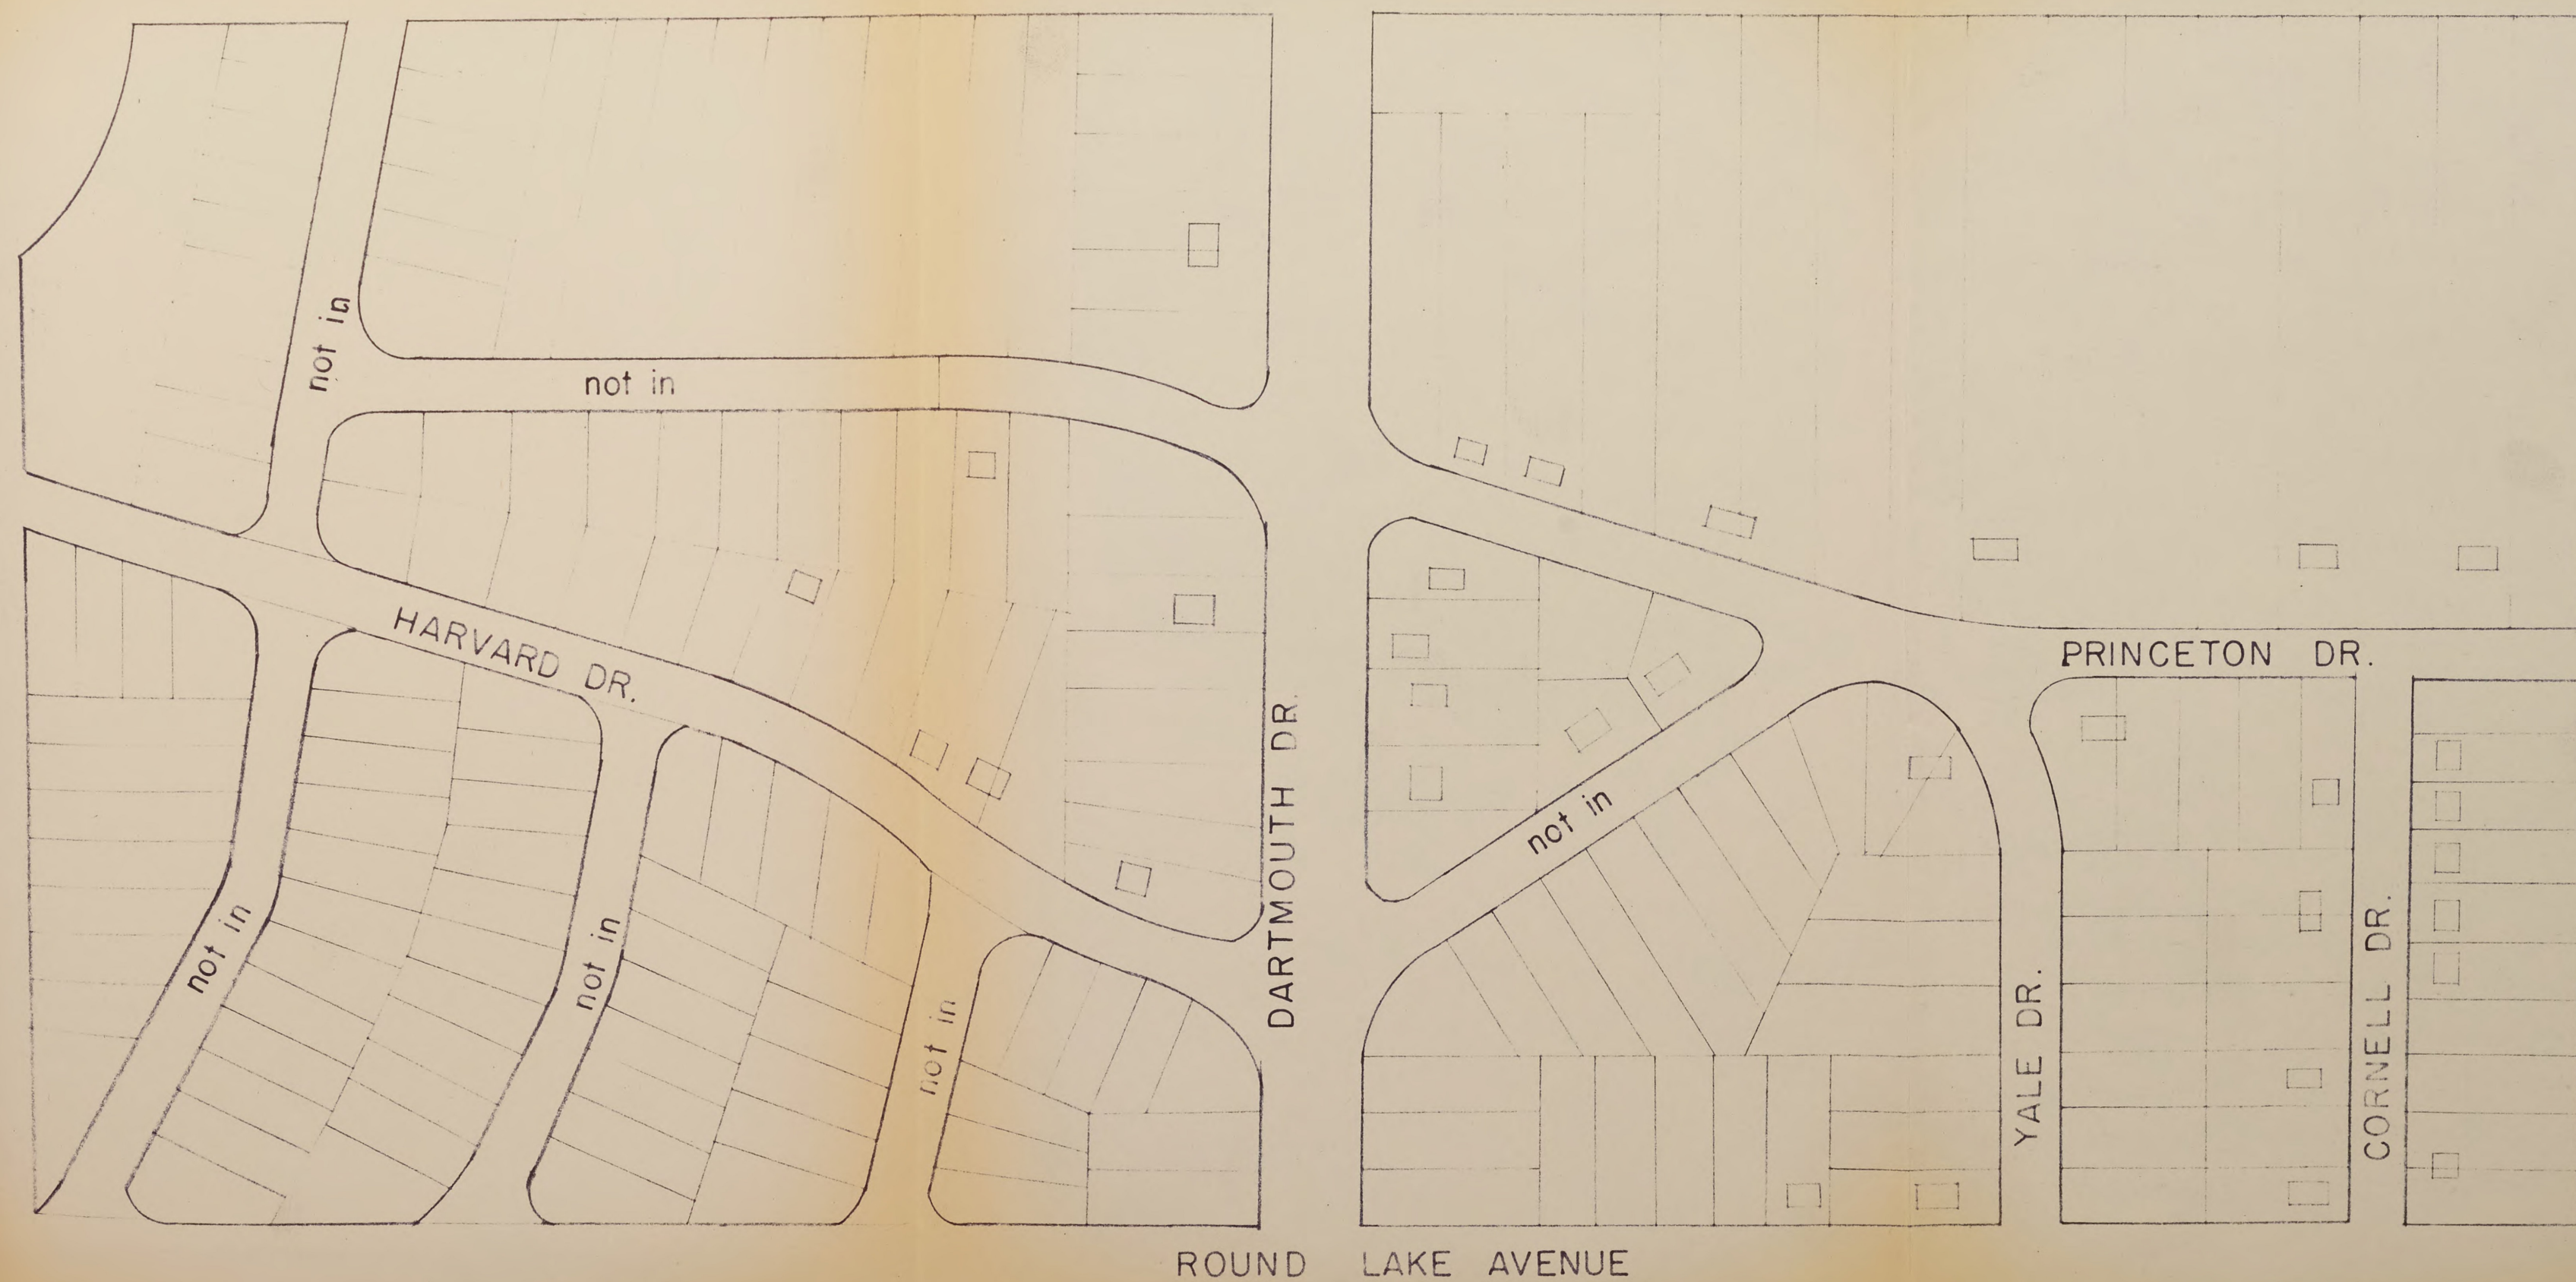 not in
not in
HARVARD DR.
PRINCETON DR.
DARTMOUTH DR.
not in
not in
not in
not in
YALE DR.
CORNELL DR.
ROUND LAKE AVENUE